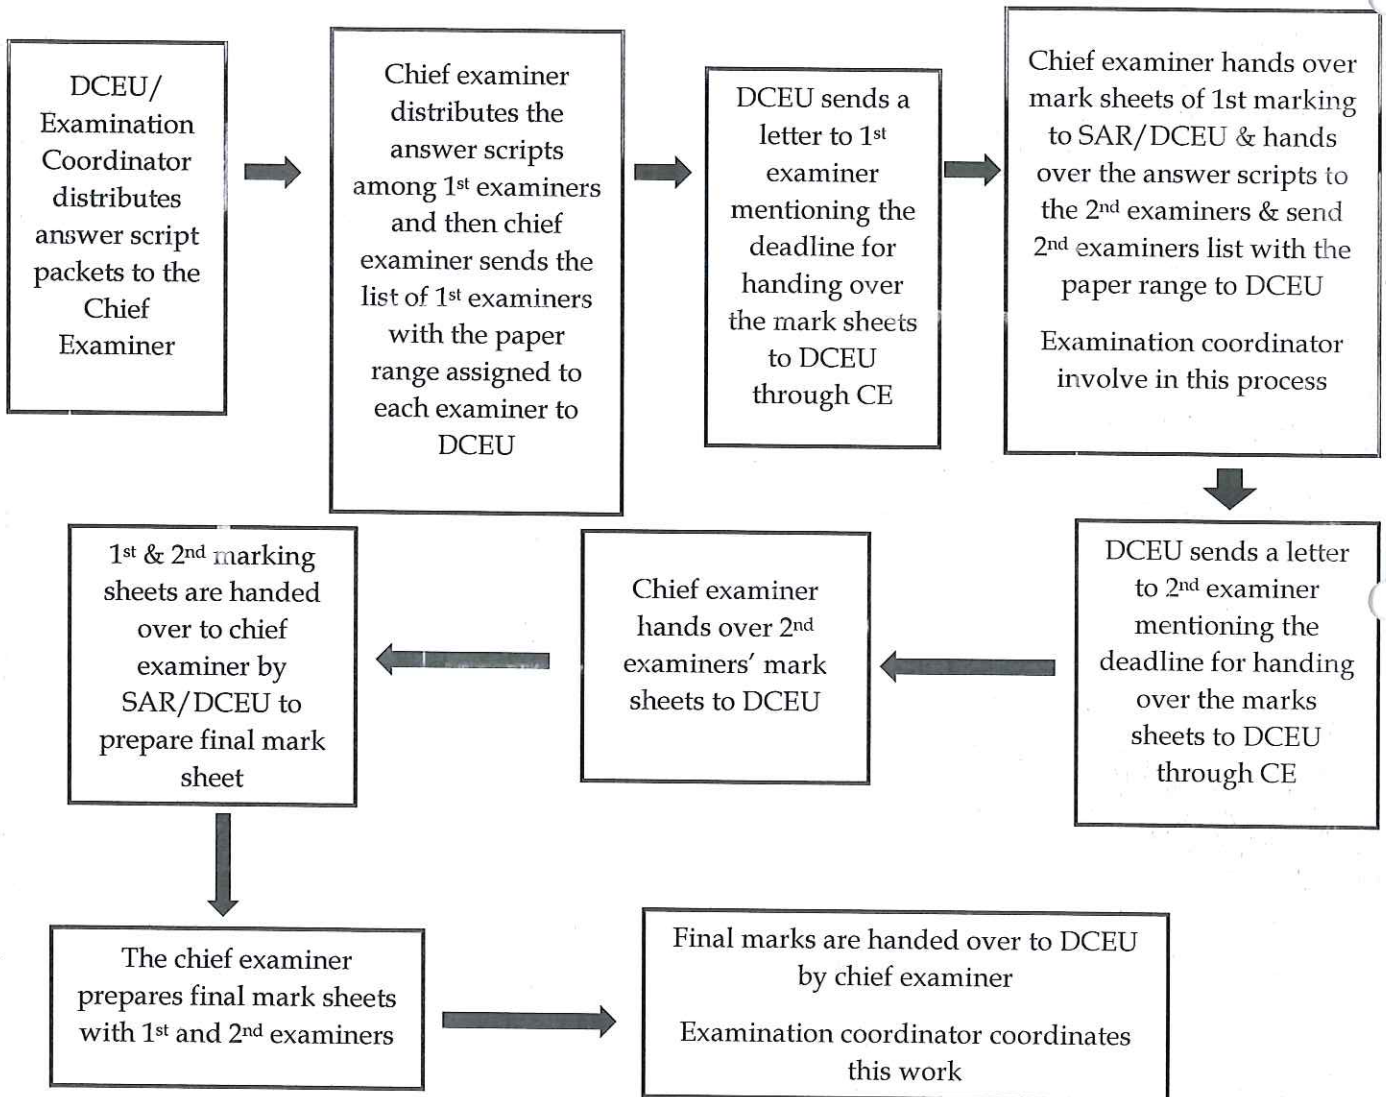 DCEU/
Examination
Coordinator
distributes
answer script
packets to the
Chief
Examiner
Chief examiner
distributes the
answer scripts
among 1st examiners
and then chief
examiner sends the
list of 1st examiners
with the paper
range assigned to
each examiner to
DCEU
DCEU sends a
letter to 1st
examiner
mentioning the
deadline for
handing over
the mark sheets
to DCEU
through CE
Chief examiner hands over
mark sheets of 1st marking
to SAR/DCEU & hands
over the answer scripts to
the 2nd examiners & send
2nd examiners list with the
paper range to DCEU
Examination coordinator
involve in this process
DCEU sends a letter
to 2nd examiner
mentioning the
deadline for handing
over the marks
sheets to DCEU
through CE
Chief examiner
hands over 2nd
examiners' mark
sheets to DCEU
1st & 2nd marking
sheets are handed
over to chief
examiner by
SAR/DCEU to
prepare final mark
sheet
The chief examiner
prepares final mark sheets
with 1st and 2nd examiners
Final marks are handed over to DCEU
by chief examiner
Examination coordinator coordinates
this work